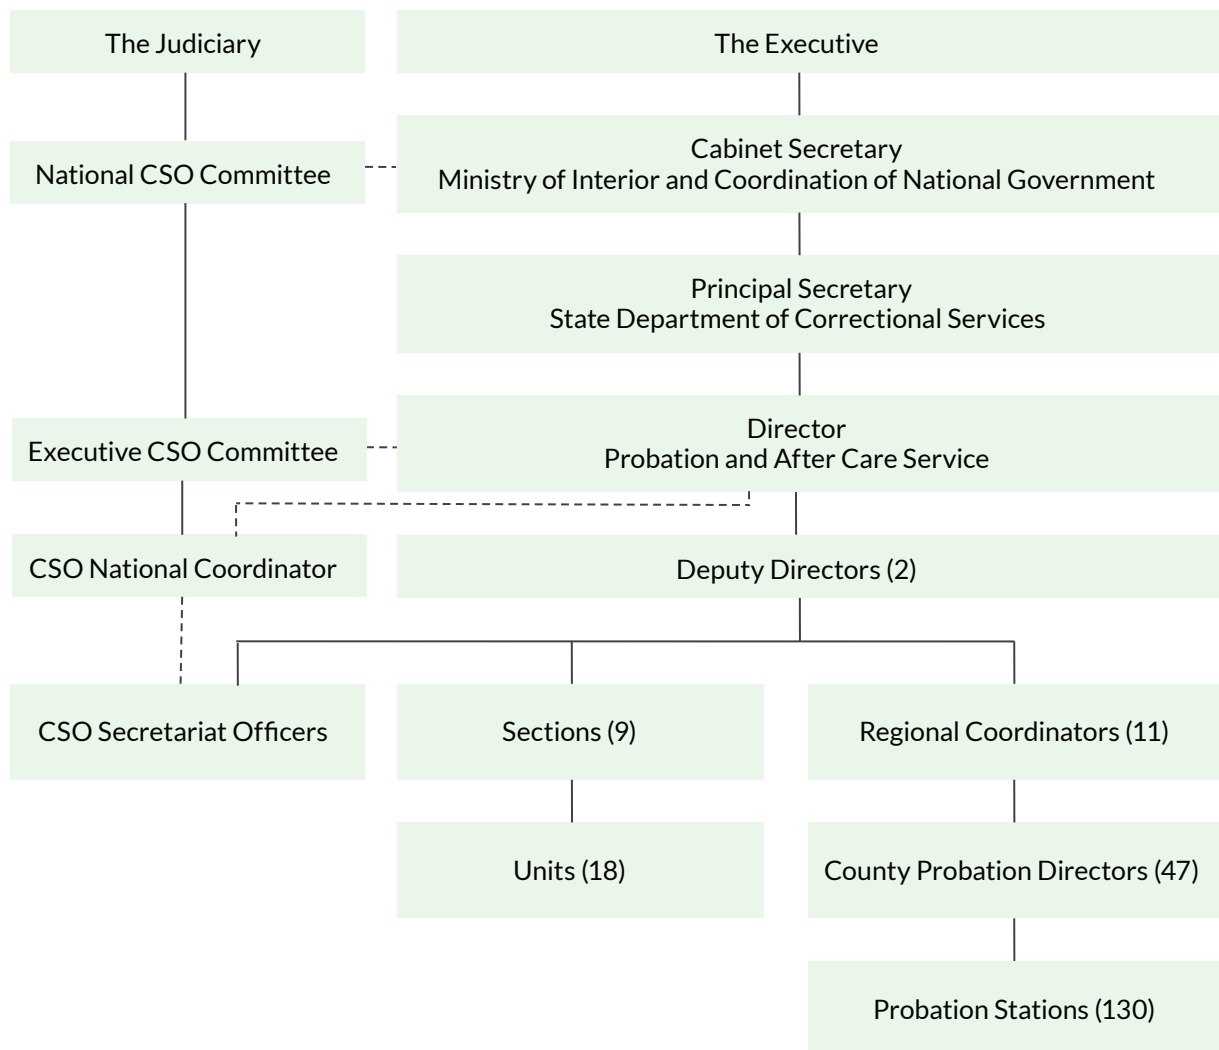 The Judiciary
The Executive
National CSO Committee
Cabinet Secretary
Ministry of Interior and Coordination of National Government
Principal Secretary
State Department of Correctional Services
Executive CSO Committee
Director
Probation and After Care Service
CSO National Coordinator
Deputy Directors (2)
CSO Secretariat Officers
Sections (9)
Regional Coordinators (11)
Units (18)
County Probation Directors (47)
Probation Stations (130)